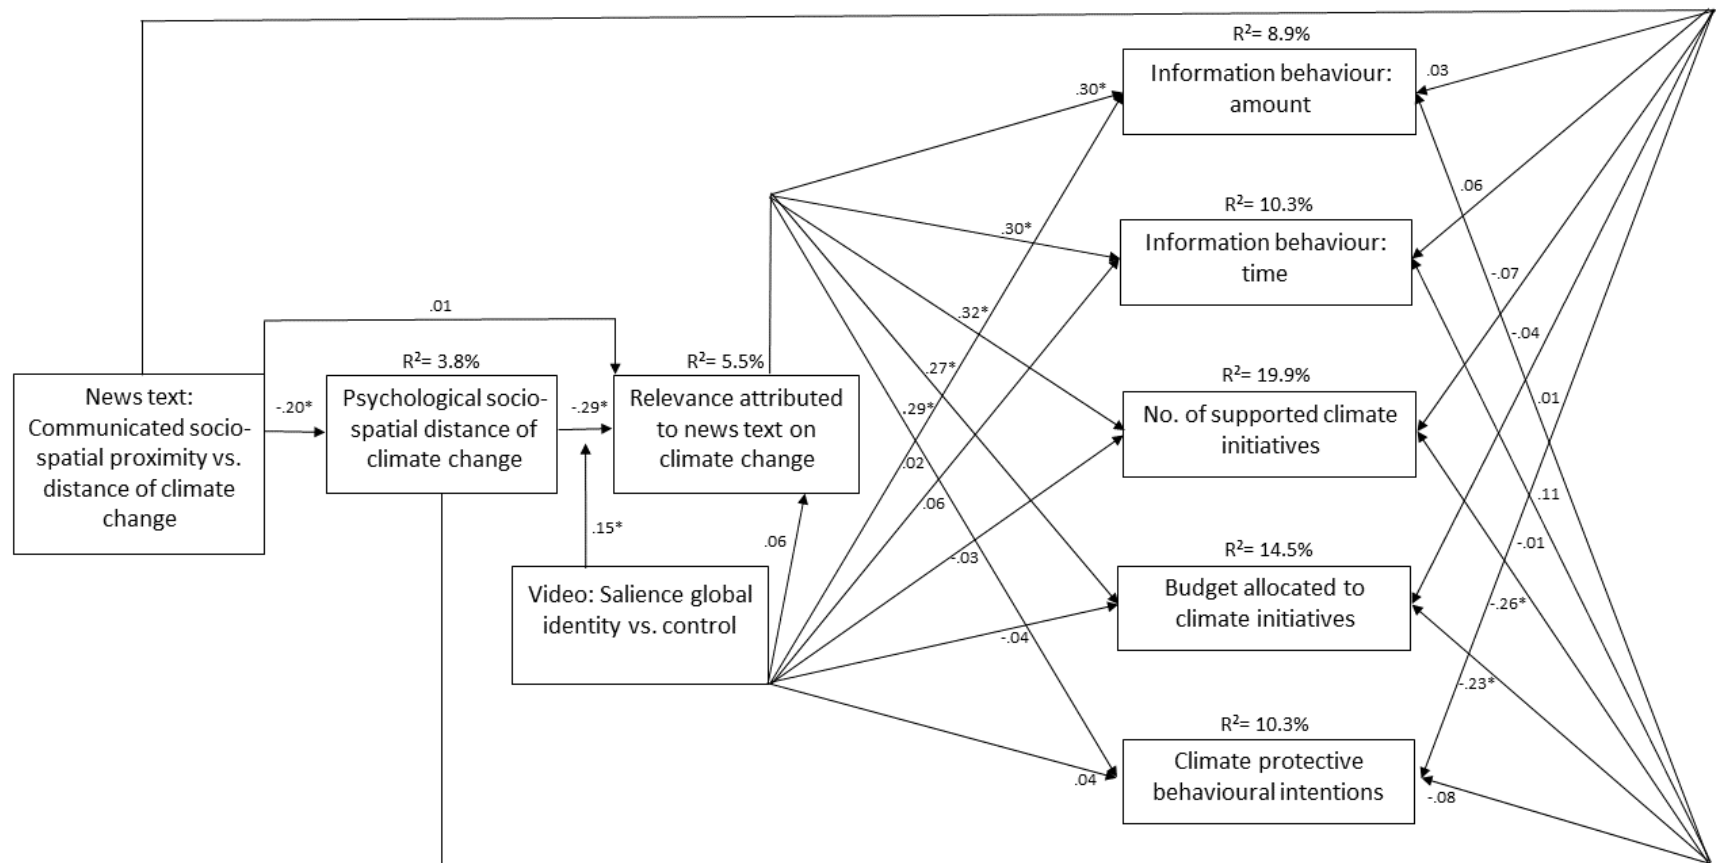 R²= 8.9%
Information behaviour:
amount
.03
.30*
.06
R²= 10.3%
Information behaviour:
time
.30*
-.07
.01
.32*
-.04
R²= 3.8%
R²= 5.5%
.27*
R²= 19.9%
News text:
Communicated socio-
spatial proximity vs.
distance of climate
change
-.20*
Psychological socio-
spatial distance of
climate change
-.29*
Relevance attributed
to news text on
climate change
.29*
No. of supported climate
initiatives
.01
.02
.06
.11
.15*
.06
-.03
-.01
R²= 14.5%
Video: Salience global
identity vs. control
Budget allocated to
climate initiatives
-.26*
-.04
-.23*
R²= 10.3%
Climate protective
behavioural intentions
.04
-.08